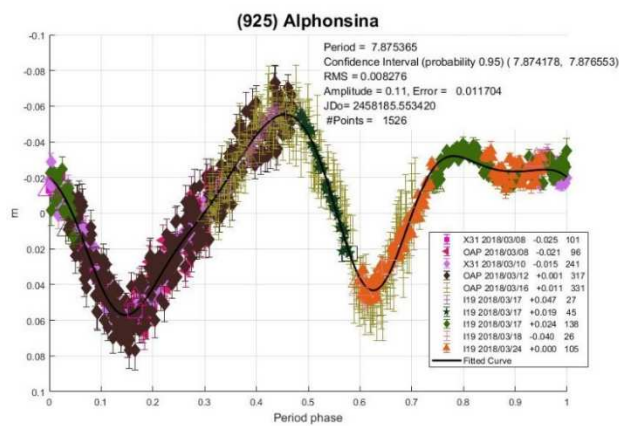 (925) Alphonsina
Period = 7.875365
Confidence Interval (probability 0.95) ( 7.874178, 7.876553)
RMS = 0.008276
Amplitude = 0.11, Error = 0.011704
JDo= 2458185.553420
#Points = 1526
-0.1
-0.08
-0.06
-0.04
-0.02
0
0.02
0.04
0.06
0.08
0.1
m
X31 2018/03/08 -0.025 101
OAP 2018/03/08 -0.021 96
X31 2018/03/10 -0.015 241
OAP 2018/03/12 +0.001 317
OAP 2018/03/16 +0.011 331
I19 2018/03/17 +0.047 27
I19 2018/03/17 +0.019 45
I19 2018/03/17 +0.024 138
I19 2018/03/18 -0.040 26
I19 2018/03/24 +0.000 105
Fitted Curve
0 0.1 0.2 0.3 0.4 0.5 0.6 0.7 0.8 0.9 1
Period phase